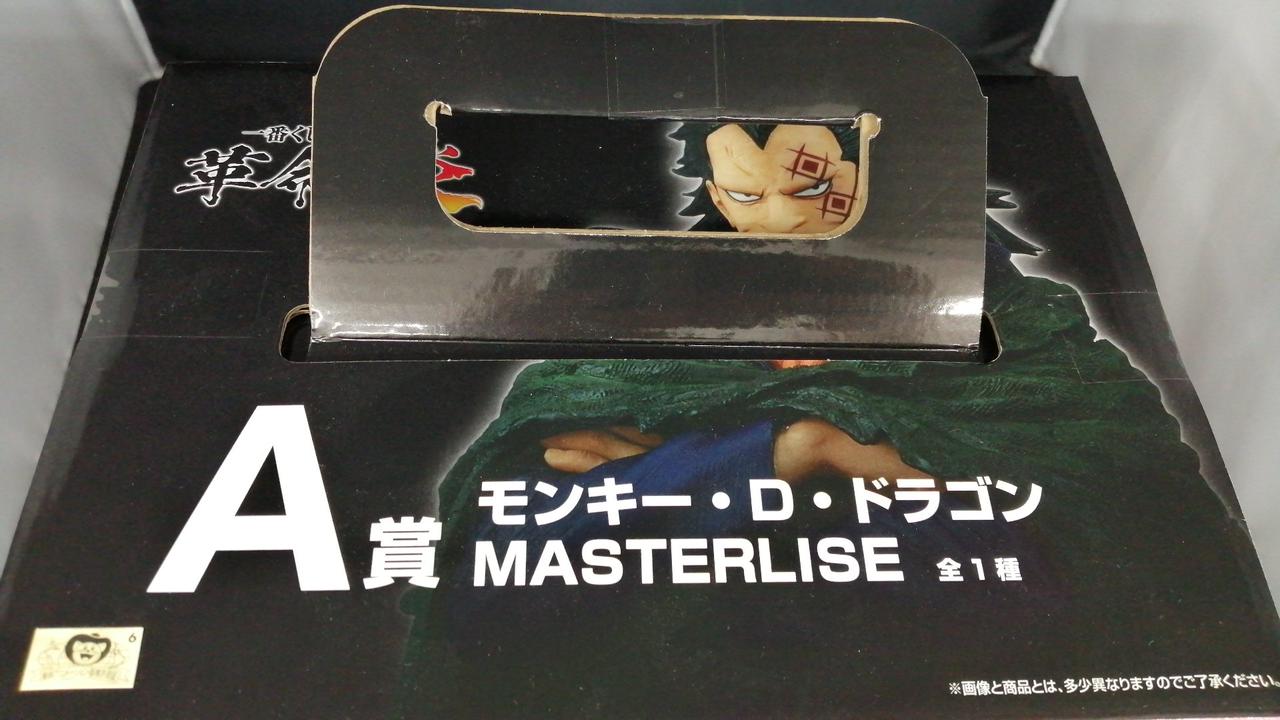 一番くじ
革命
A賞
モンキー・D・ドラゴン
MASTERLISE 全1種
6
※画像と商品とは、多少異なりますのでご了承ください。